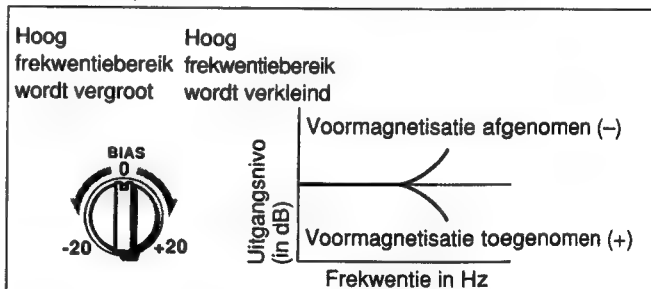 Hoog
frekwentiebereik
wordt vergroot
Hoog
frekwentiebereik
wordt verkleind
BIAS
0
-20
+20
Uitgangsnivo
(in dB)
Voormagnetisatie afgenomen (–)
Voormagnetisatie toegenomen (+)
Frekwentie in Hz